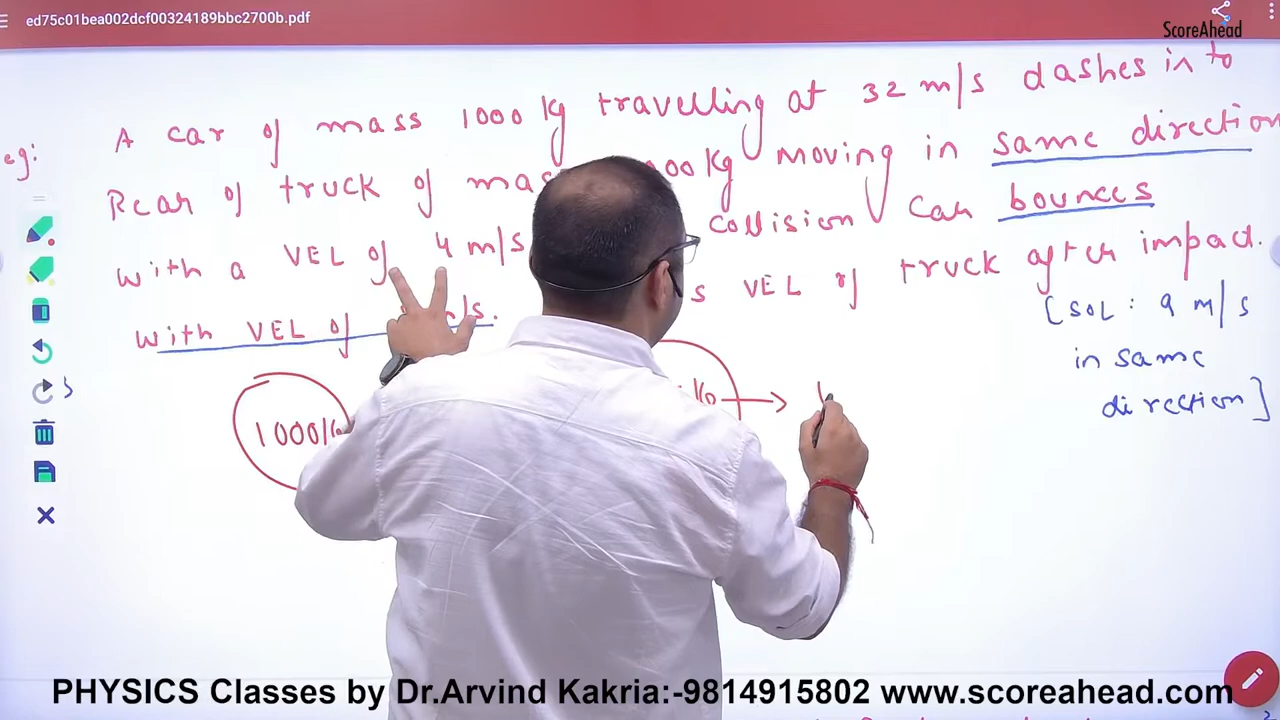 ed75c01bea002dcf00324189bbc2700b.pdf
ScoreAhead
eg: A car of mass 1000 kg travelling at 32 m/s dashes in to
Rear of truck of mas 000 kg moving in same direction
with a VEL of 4 m/s collision Car bounces
with VEL of /s. s VEL of truck after impact.
[SOL: 9 m/s
in same
direction]
1000
PHYSICS Classes by Dr.Arvind Kakria:-9814915802 www.scoreahead.com